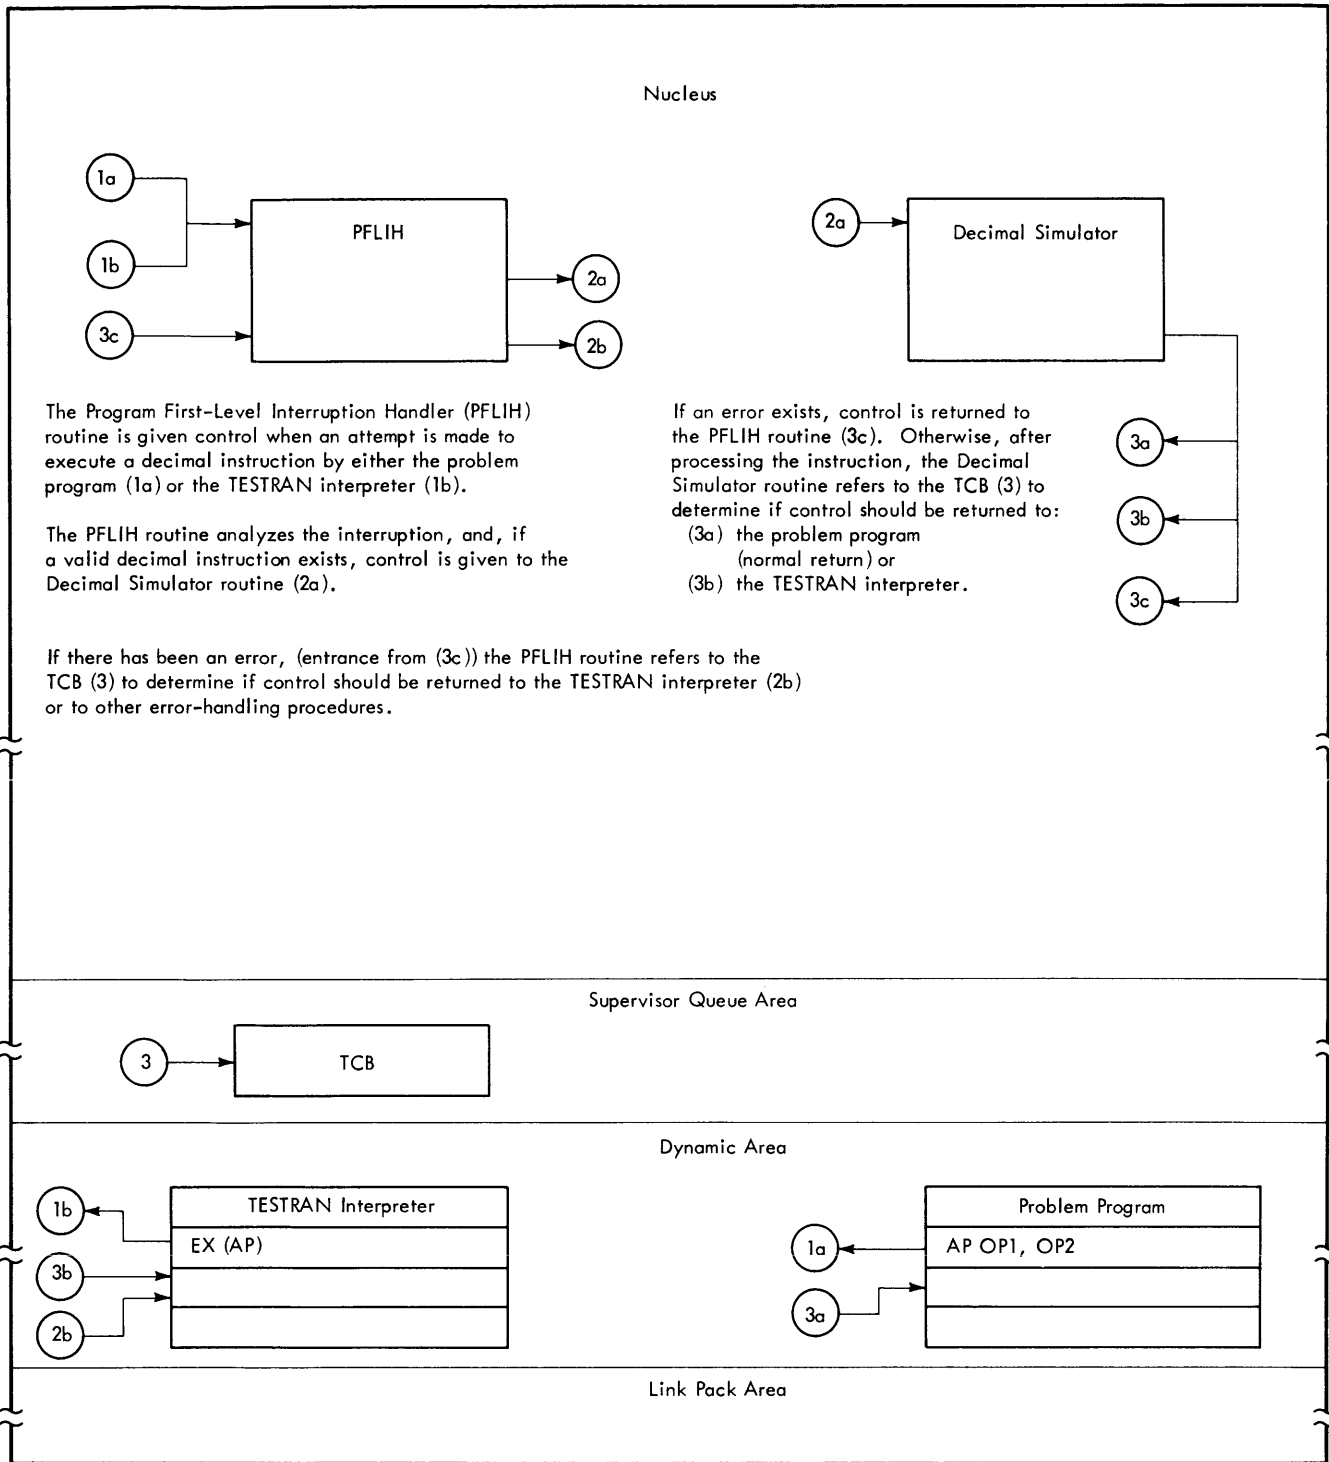 Nucleus
1a
1b
3c
PFLIH
2a
2b
2a
Decimal Simulator
3a
3b
3c
The Program First-Level Interruption Handler (PFLIH)
routine is given control when an attempt is made to
execute a decimal instruction by either the problem
program (1a) or the TESTRAN interpreter (1b).
The PFLIH routine analyzes the interruption, and, if
a valid decimal instruction exists, control is given to the
Decimal Simulator routine (2a).
If an error exists, control is returned to
the PFLIH routine (3c). Otherwise, after
processing the instruction, the Decimal
Simulator routine refers to the TCB (3) to
determine if control should be returned to:
(3a) the problem program
(normal return) or
(3b) the TESTRAN interpreter.
If there has been an error, (entrance from (3c)) the PFLIH routine refers to the
TCB (3) to determine if control should be returned to the TESTRAN interpreter (2b)
or to other error-handling procedures.
Supervisor Queue Area
3
TCB
Dynamic Area
1b
3b
2b
TESTRAN Interpreter
EX (AP)
1a
3a
Problem Program
AP OP1, OP2
Link Pack Area